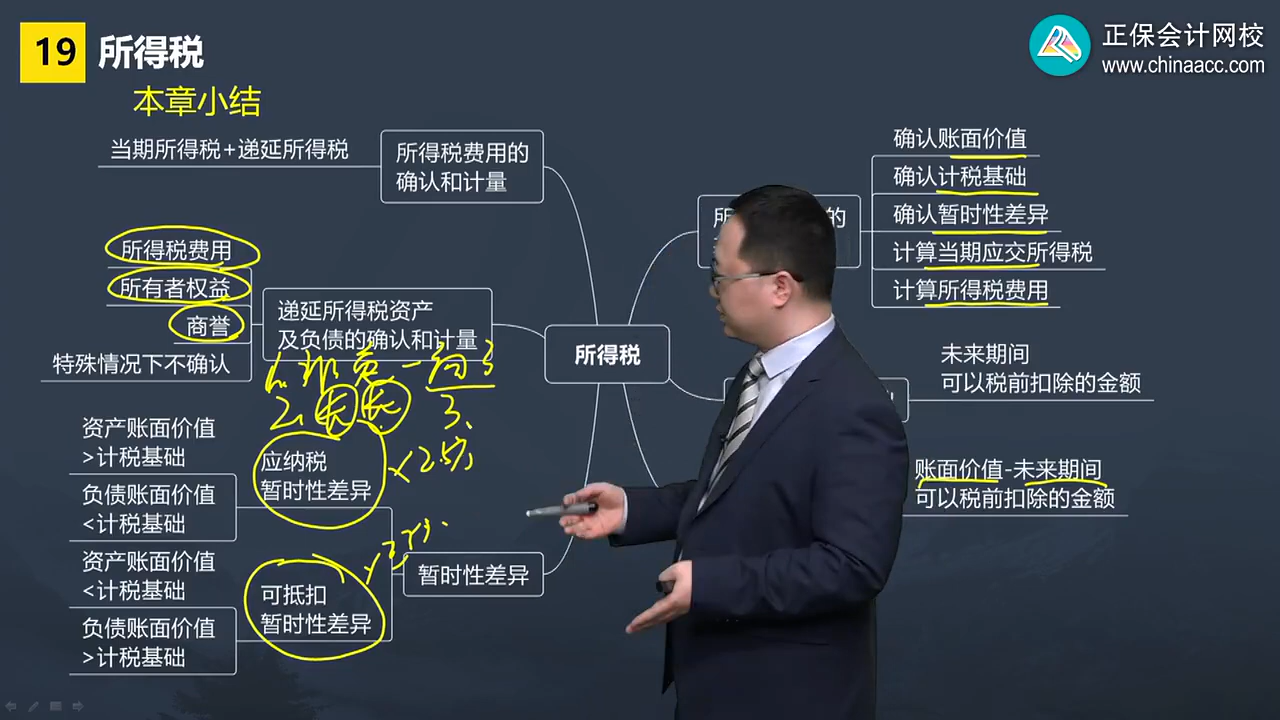 19 所得税
正保会计网校
www.chinaacc.com
本章小结
当期所得税+递延所得税
所得税费用的
确认和计量
所得税费用
所有者权益
商誉
特殊情况下不确认
递延所得税资产
及负债的确认和计量
资产账面价值
>计税基础
负债账面价值
<计税基础
应纳税
暂时性差异
资产账面价值
<计税基础
负债账面价值
>计税基础
可抵扣
暂时性差异
暂时性差异
所得税
的
确认账面价值
确认计税基础
确认暂时性差异
计算当期应交所得税
计算所得税费用
未来期间
可以税前扣除的金额
账面价值-未来期间
可以税前扣除的金额